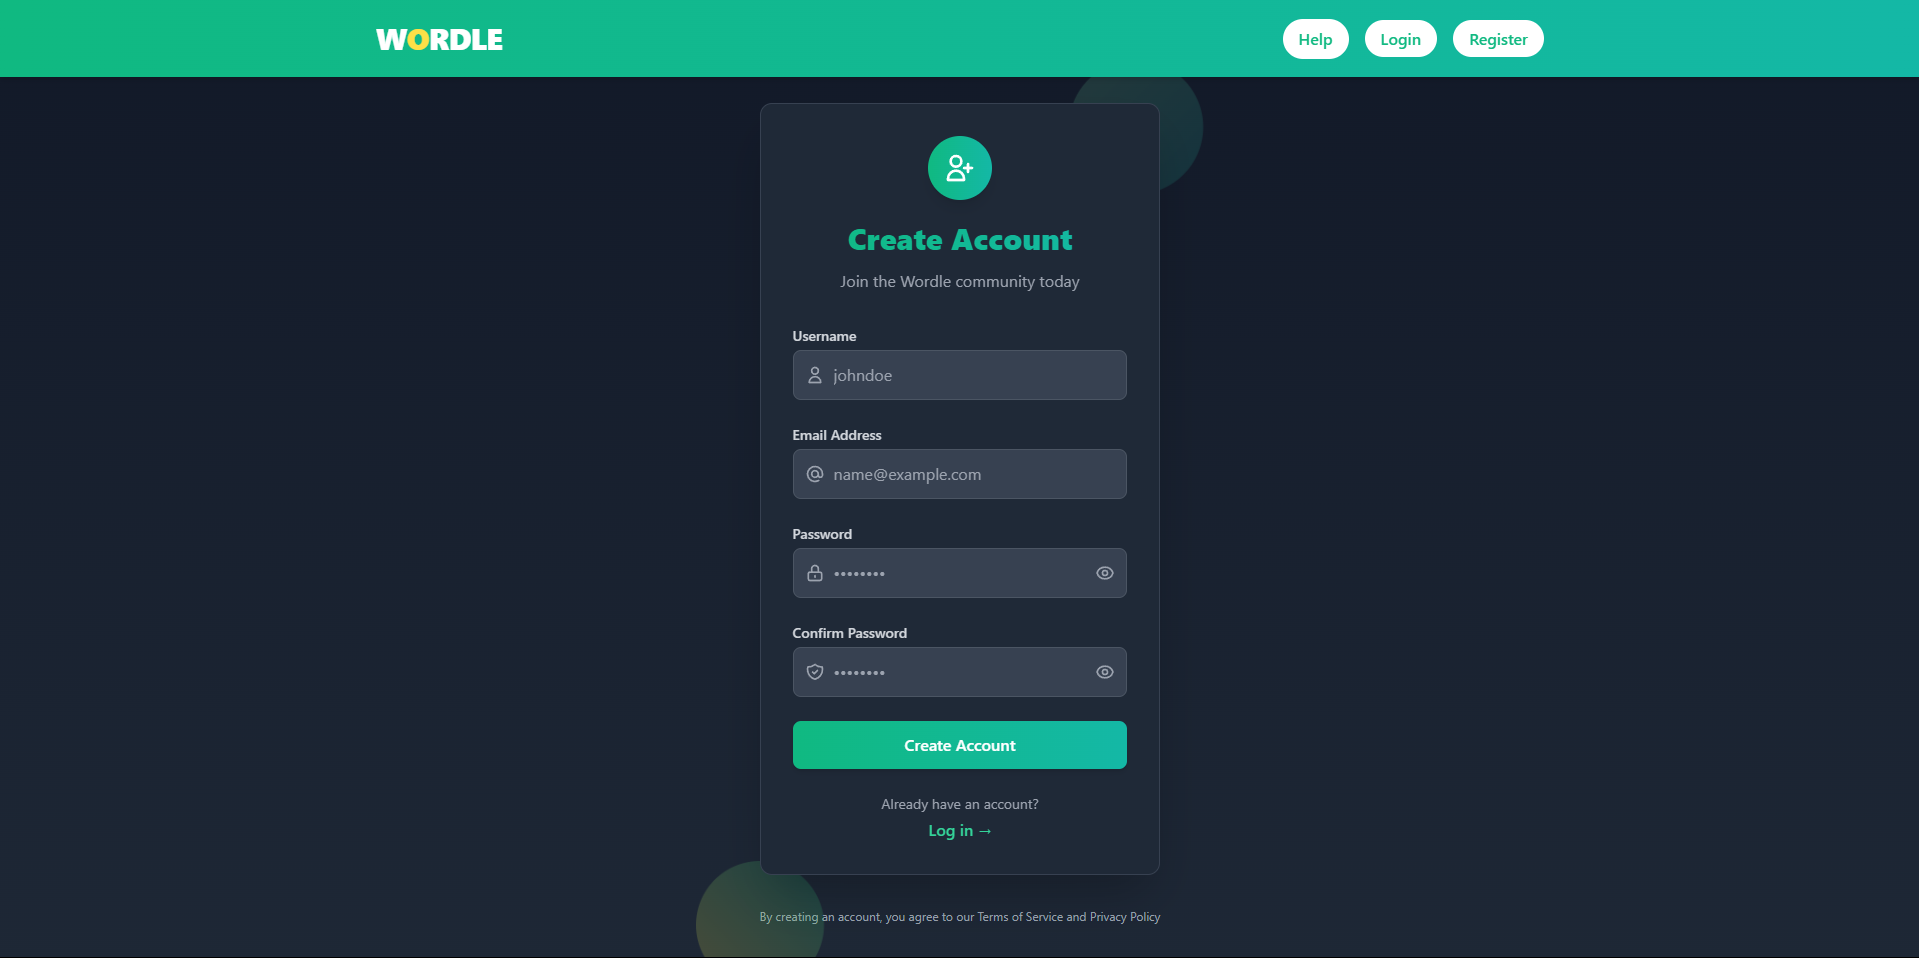 WORDLE
Help
Login
Register
Create Account
Join the Wordle community today
Username
johndoe
Email Address
name@example.com
Password
••••••••
Confirm Password
••••••••
Create Account
Already have an account?
Log in →
By creating an account, you agree to our Terms of Service and Privacy Policy